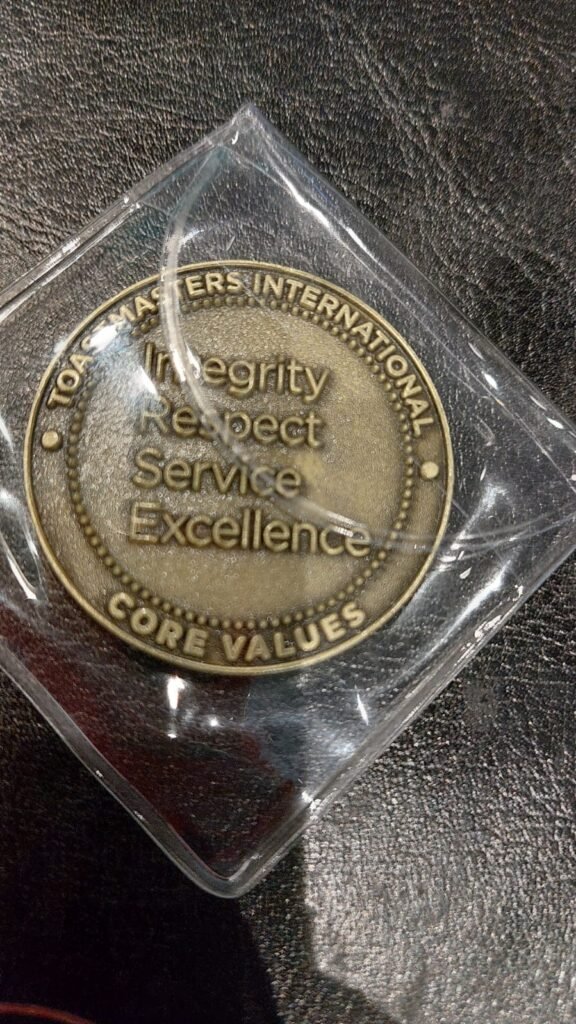 TOASTMASTERS INTERNATIONAL
Integrity
Respect
Service
Excellence
CORE VALUES